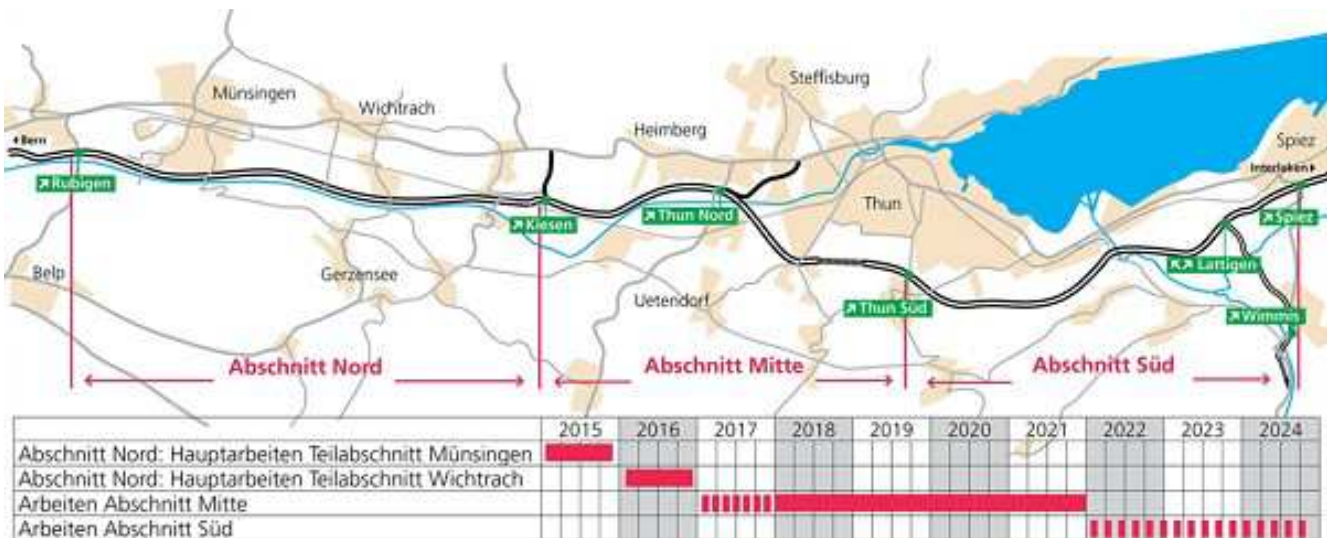 Münsingen
Wichtrach
Steffisburg
Heimberg
Spiez
◂Bern
Interlaken▸
↗Rubigen
↗Kiesen
↗Thun Nord
Thun
↗Spiez
↖↗Lattigen
Belp
Gerzensee
Uetendorf
↗Thun Süd
↗Wimmis
Abschnitt Nord
Abschnitt Mitte
Abschnitt Süd
2015 2016 2017 2018 2019 2020 2021 2022 2023 2024
Abschnitt Nord: Hauptarbeiten Teilabschnitt Münsingen
Abschnitt Nord: Hauptarbeiten Teilabschnitt Wichtrach
Arbeiten Abschnitt Mitte
Arbeiten Abschnitt Süd